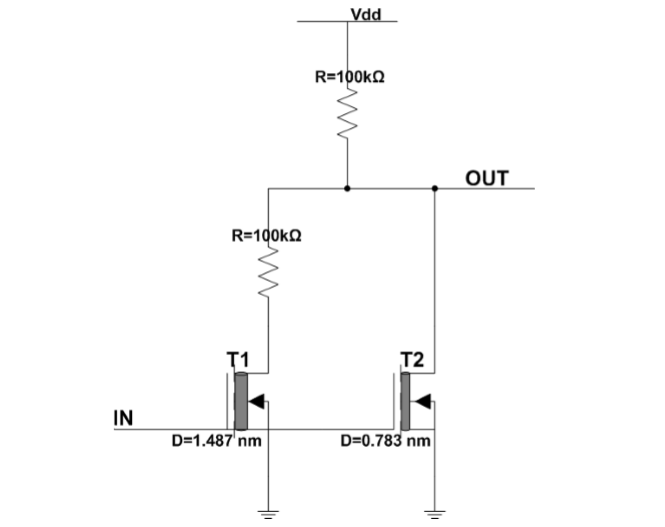 Vdd
R=100kΩ
OUT
R=100kΩ
T1
T2
IN
D=1.487 nm
D=0.783 nm